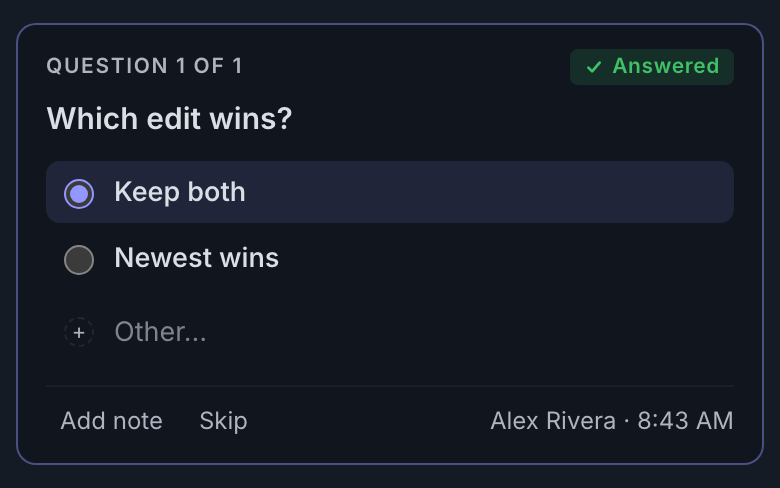 QUESTION 1 OF 1
Answered
Which edit wins?
Keep both
Newest wins
Other...
Add note
Skip
Alex Rivera · 8:43 AM